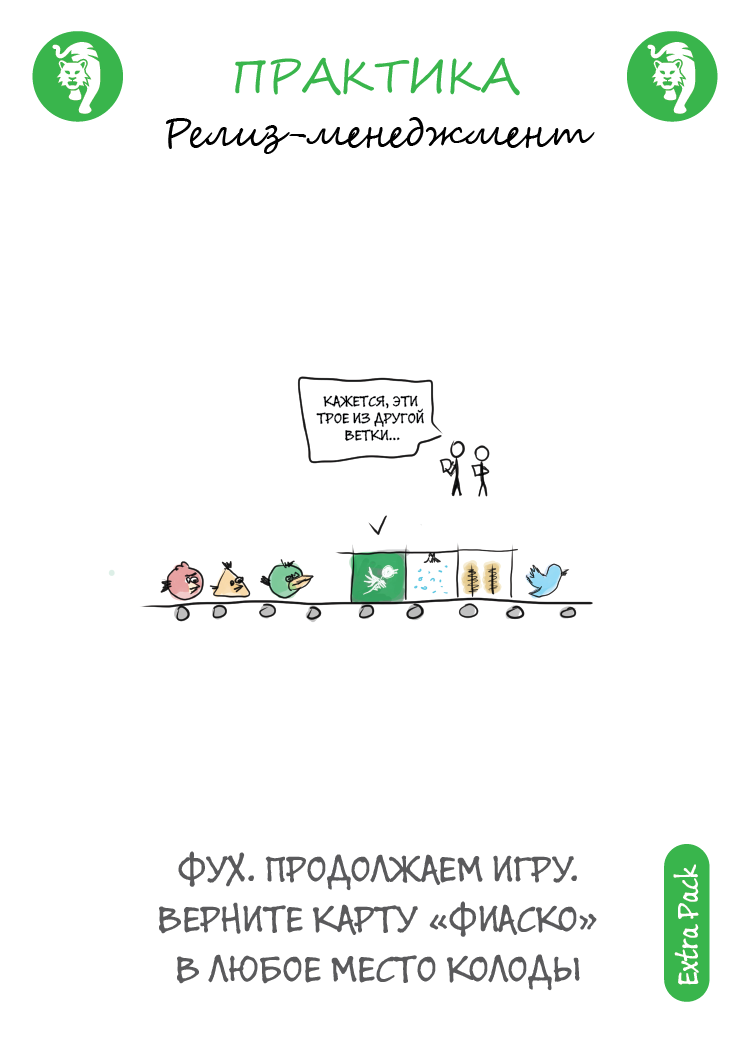 ПРАКТИКА
Релиз-менеджмент
КАЖЕТСЯ, ЭТИ
ТРОЕ ИЗ ДРУГОЙ
ВЕТКИ...
ФУХ. ПРОДОЛЖАЕМ ИГРУ.
ВЕРНИТЕ КАРТУ «ФИАСКО»
В ЛЮБОЕ МЕСТО КОЛОДЫ
Extra Pack